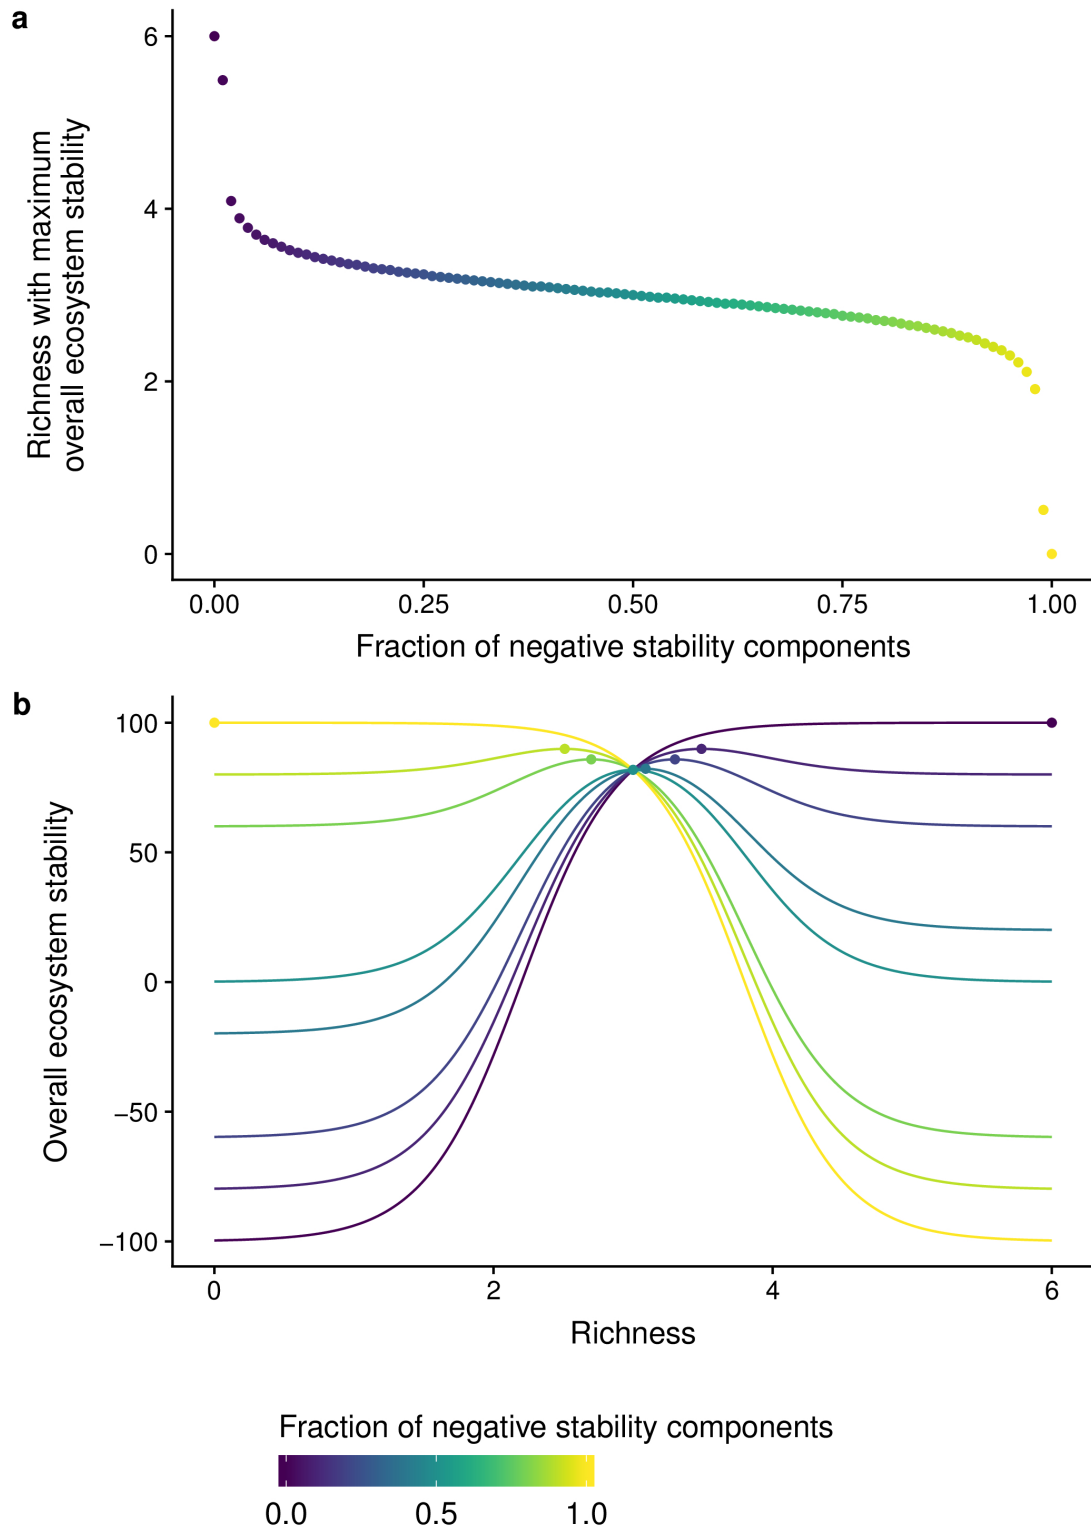 a
Richness with maximum
overall ecosystem stability
6
4
2
0
0.00 0.25 0.50 0.75 1.00
Fraction of negative stability components
b
Overall ecosystem stability
100
50
0
−50
−100
0 2 4 6
Richness
Fraction of negative stability components
0.0 0.5 1.0